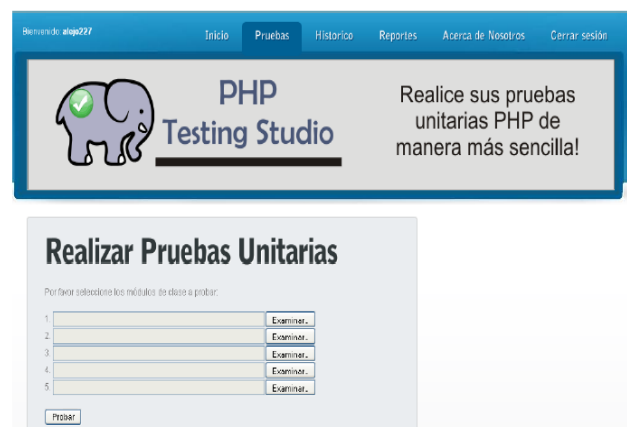 Bienvenido: alejo227
Inicio Pruebas Historico Reportes Acerca de Nosotros Cerrar sesión
PHP
Testing Studio
Realice sus pruebas
unitarias PHP de
manera más sencilla!
Realizar Pruebas Unitarias
Por favor seleccione los módulos de clase a probar:
1. Examinar..
2. Examinar..
3. Examinar..
4. Examinar..
5. Examinar..
Probar